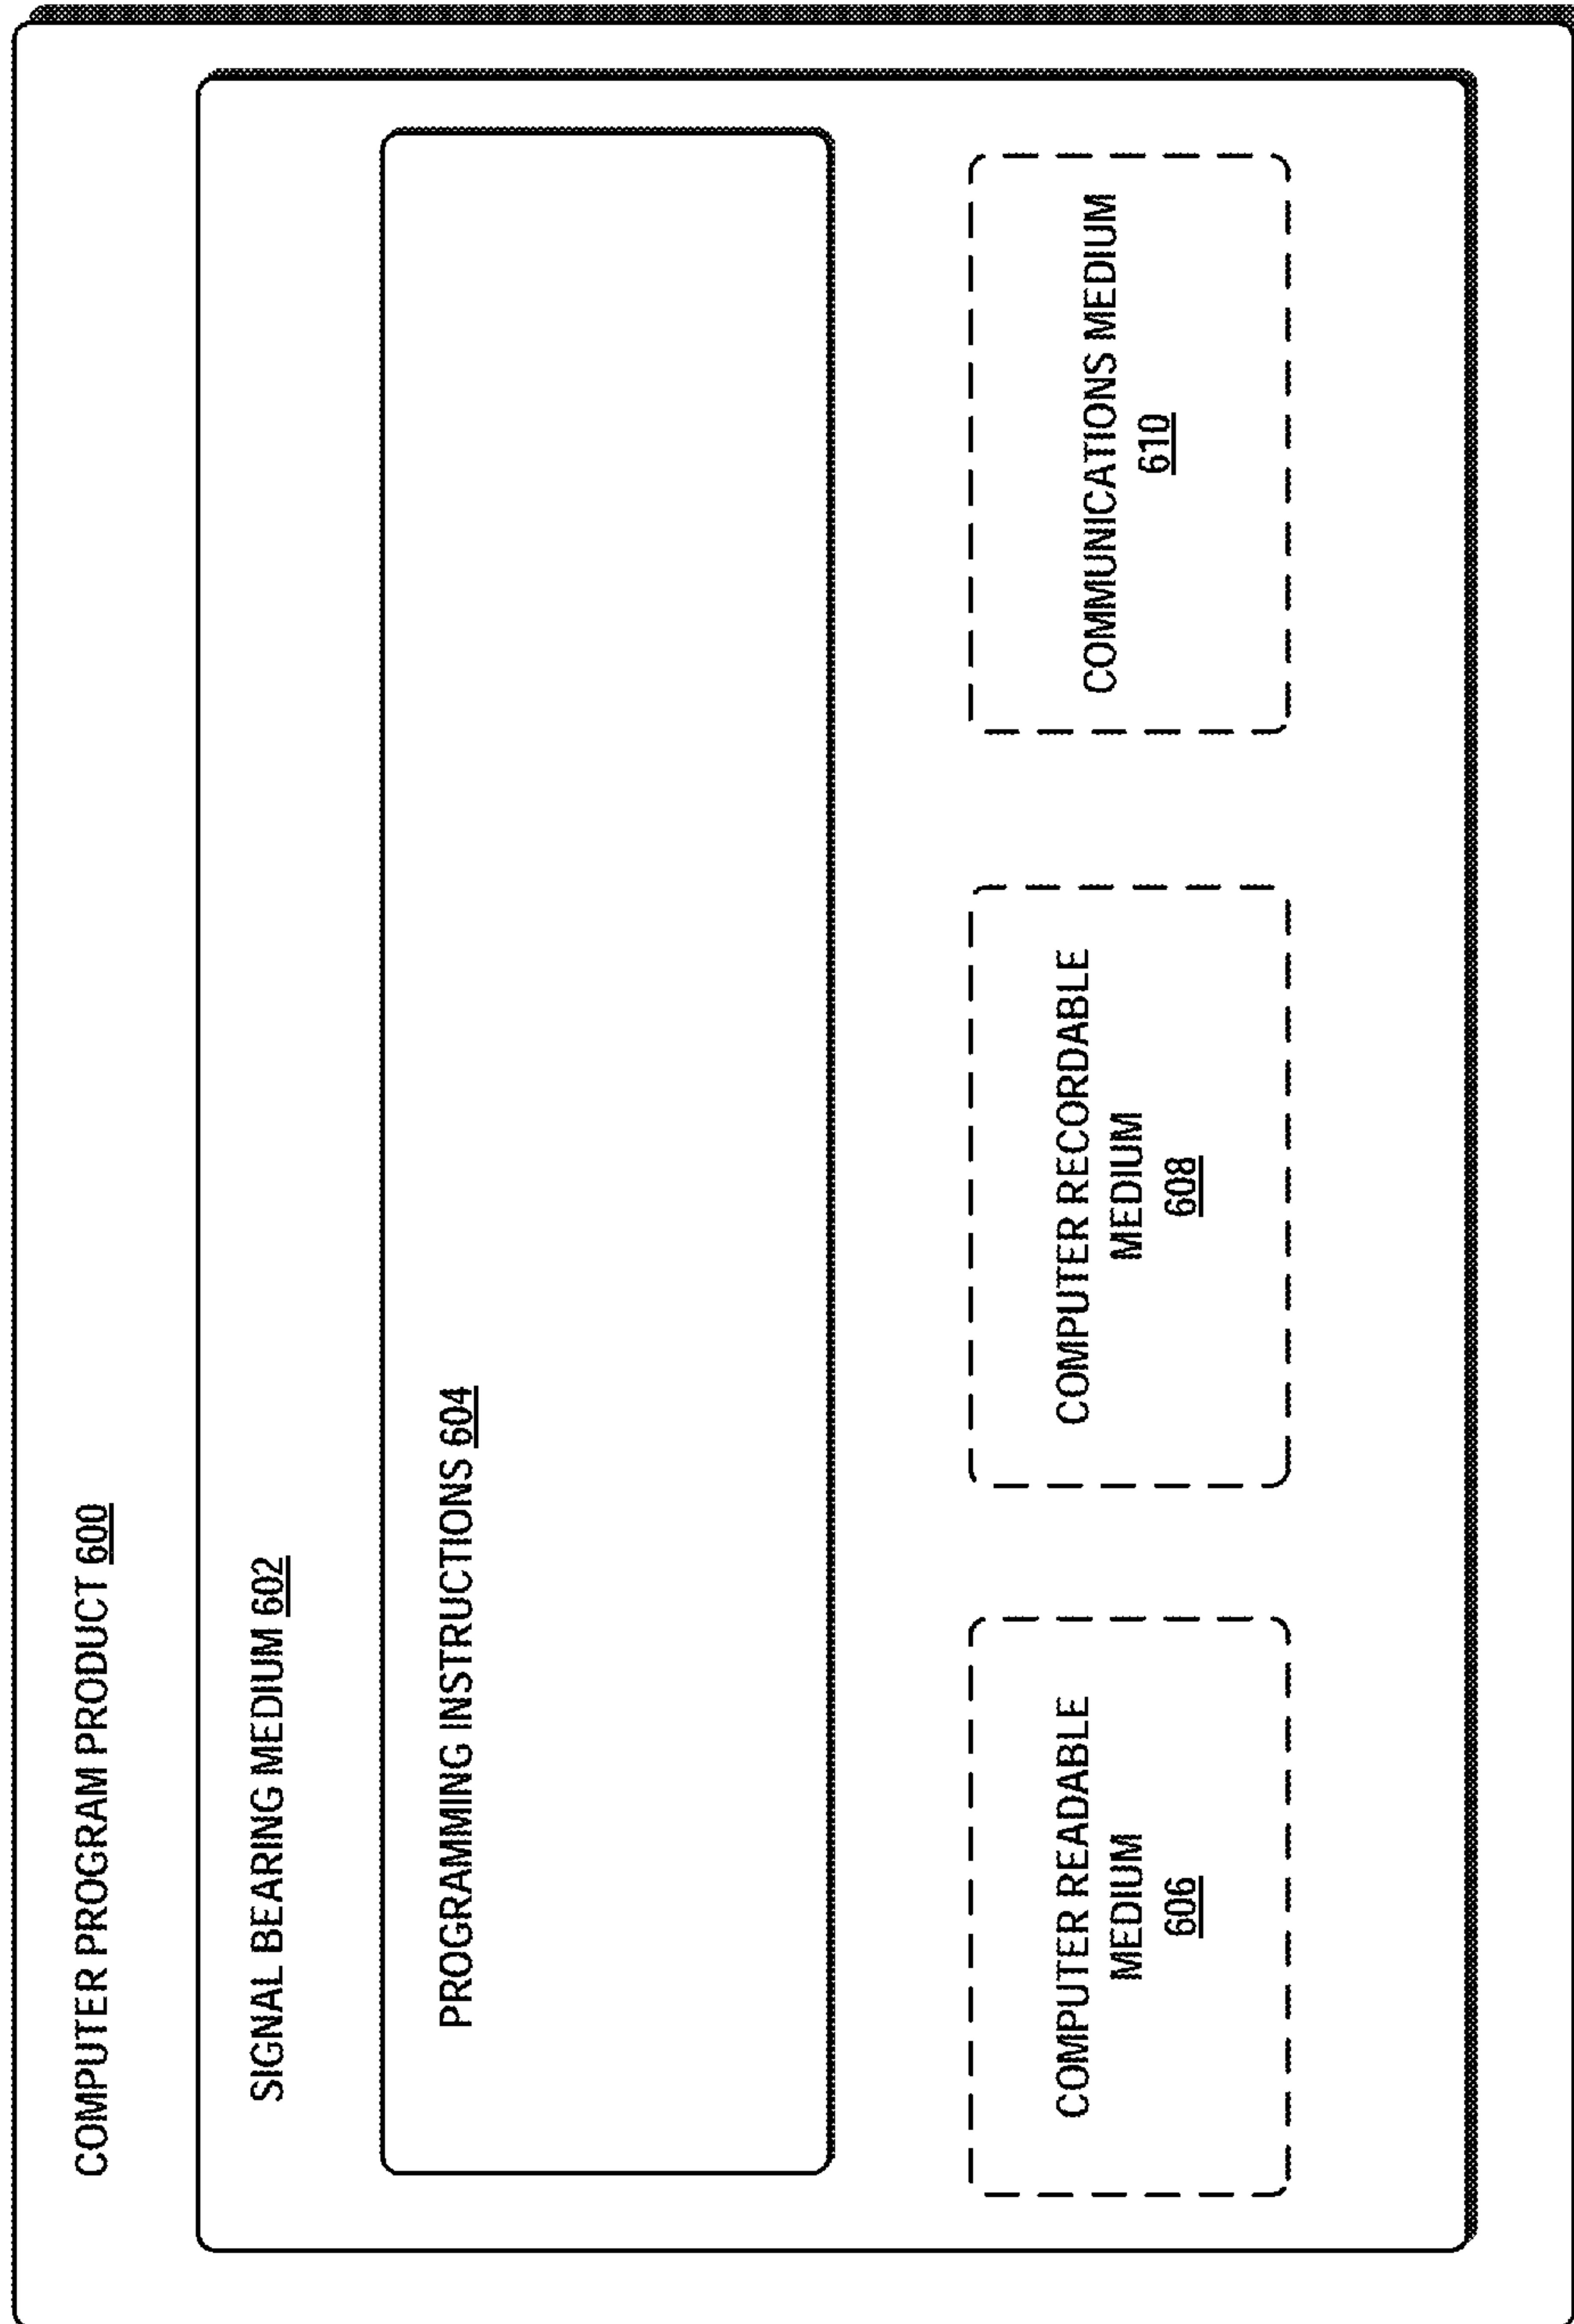 COMPUTER PROGRAM PRODUCT 600
SIGNAL BEARING MEDIUM 602
PROGRAMMING INSTRUCTIONS 604
COMPUTER READABLE
MEDIUM
606
COMPUTER RECORDABLE
MEDIUM
608
COMMUNICATIONS MEDIUM
610